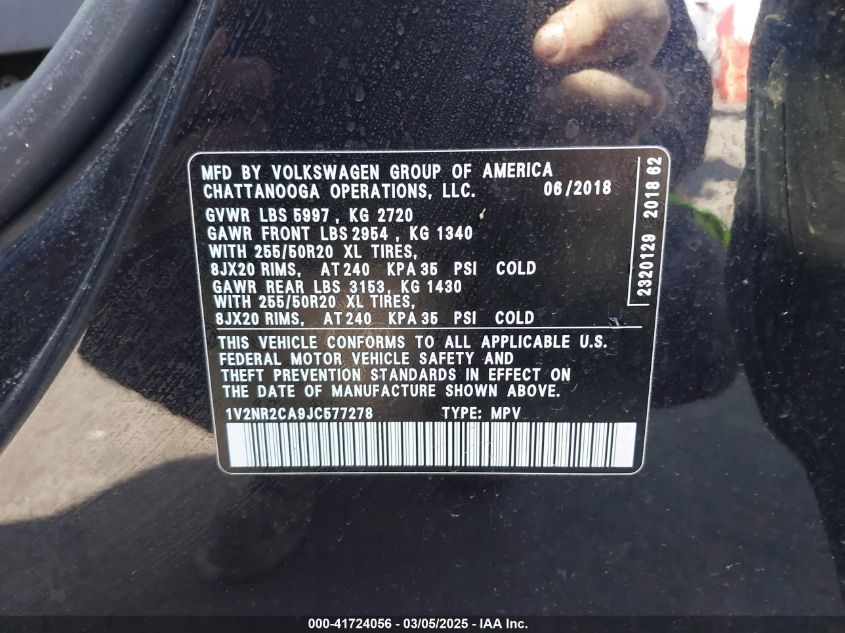 MFD BY VOLKSWAGEN GROUP OF AMERICA
CHATTANOOGA OPERATIONS, LLC. 06/2018
GVWR LBS 5997 , KG 2720
GAWR FRONT LBS 2954 , KG 1340
WITH 255/50R20 XL TIRES,
8JX20 RIMS, AT 240 KPA 35 PSI COLD
GAWR REAR LBS 3153, KG 1430
WITH 255/50R20 XL TIRES,
8JX20 RIMS, AT 240 KPA 35 PSI COLD
THIS VEHICLE CONFORMS TO ALL APPLICABLE U.S.
FEDERAL MOTOR VEHICLE SAFETY AND
THEFT PREVENTION STANDARDS IN EFFECT ON
THE DATE OF MANUFACTURE SHOWN ABOVE.
1V2NR2CA9JC577278 TYPE: MPV
2320129 2018 62
000-41724056 — 03/05/2025 — IAA Inc.